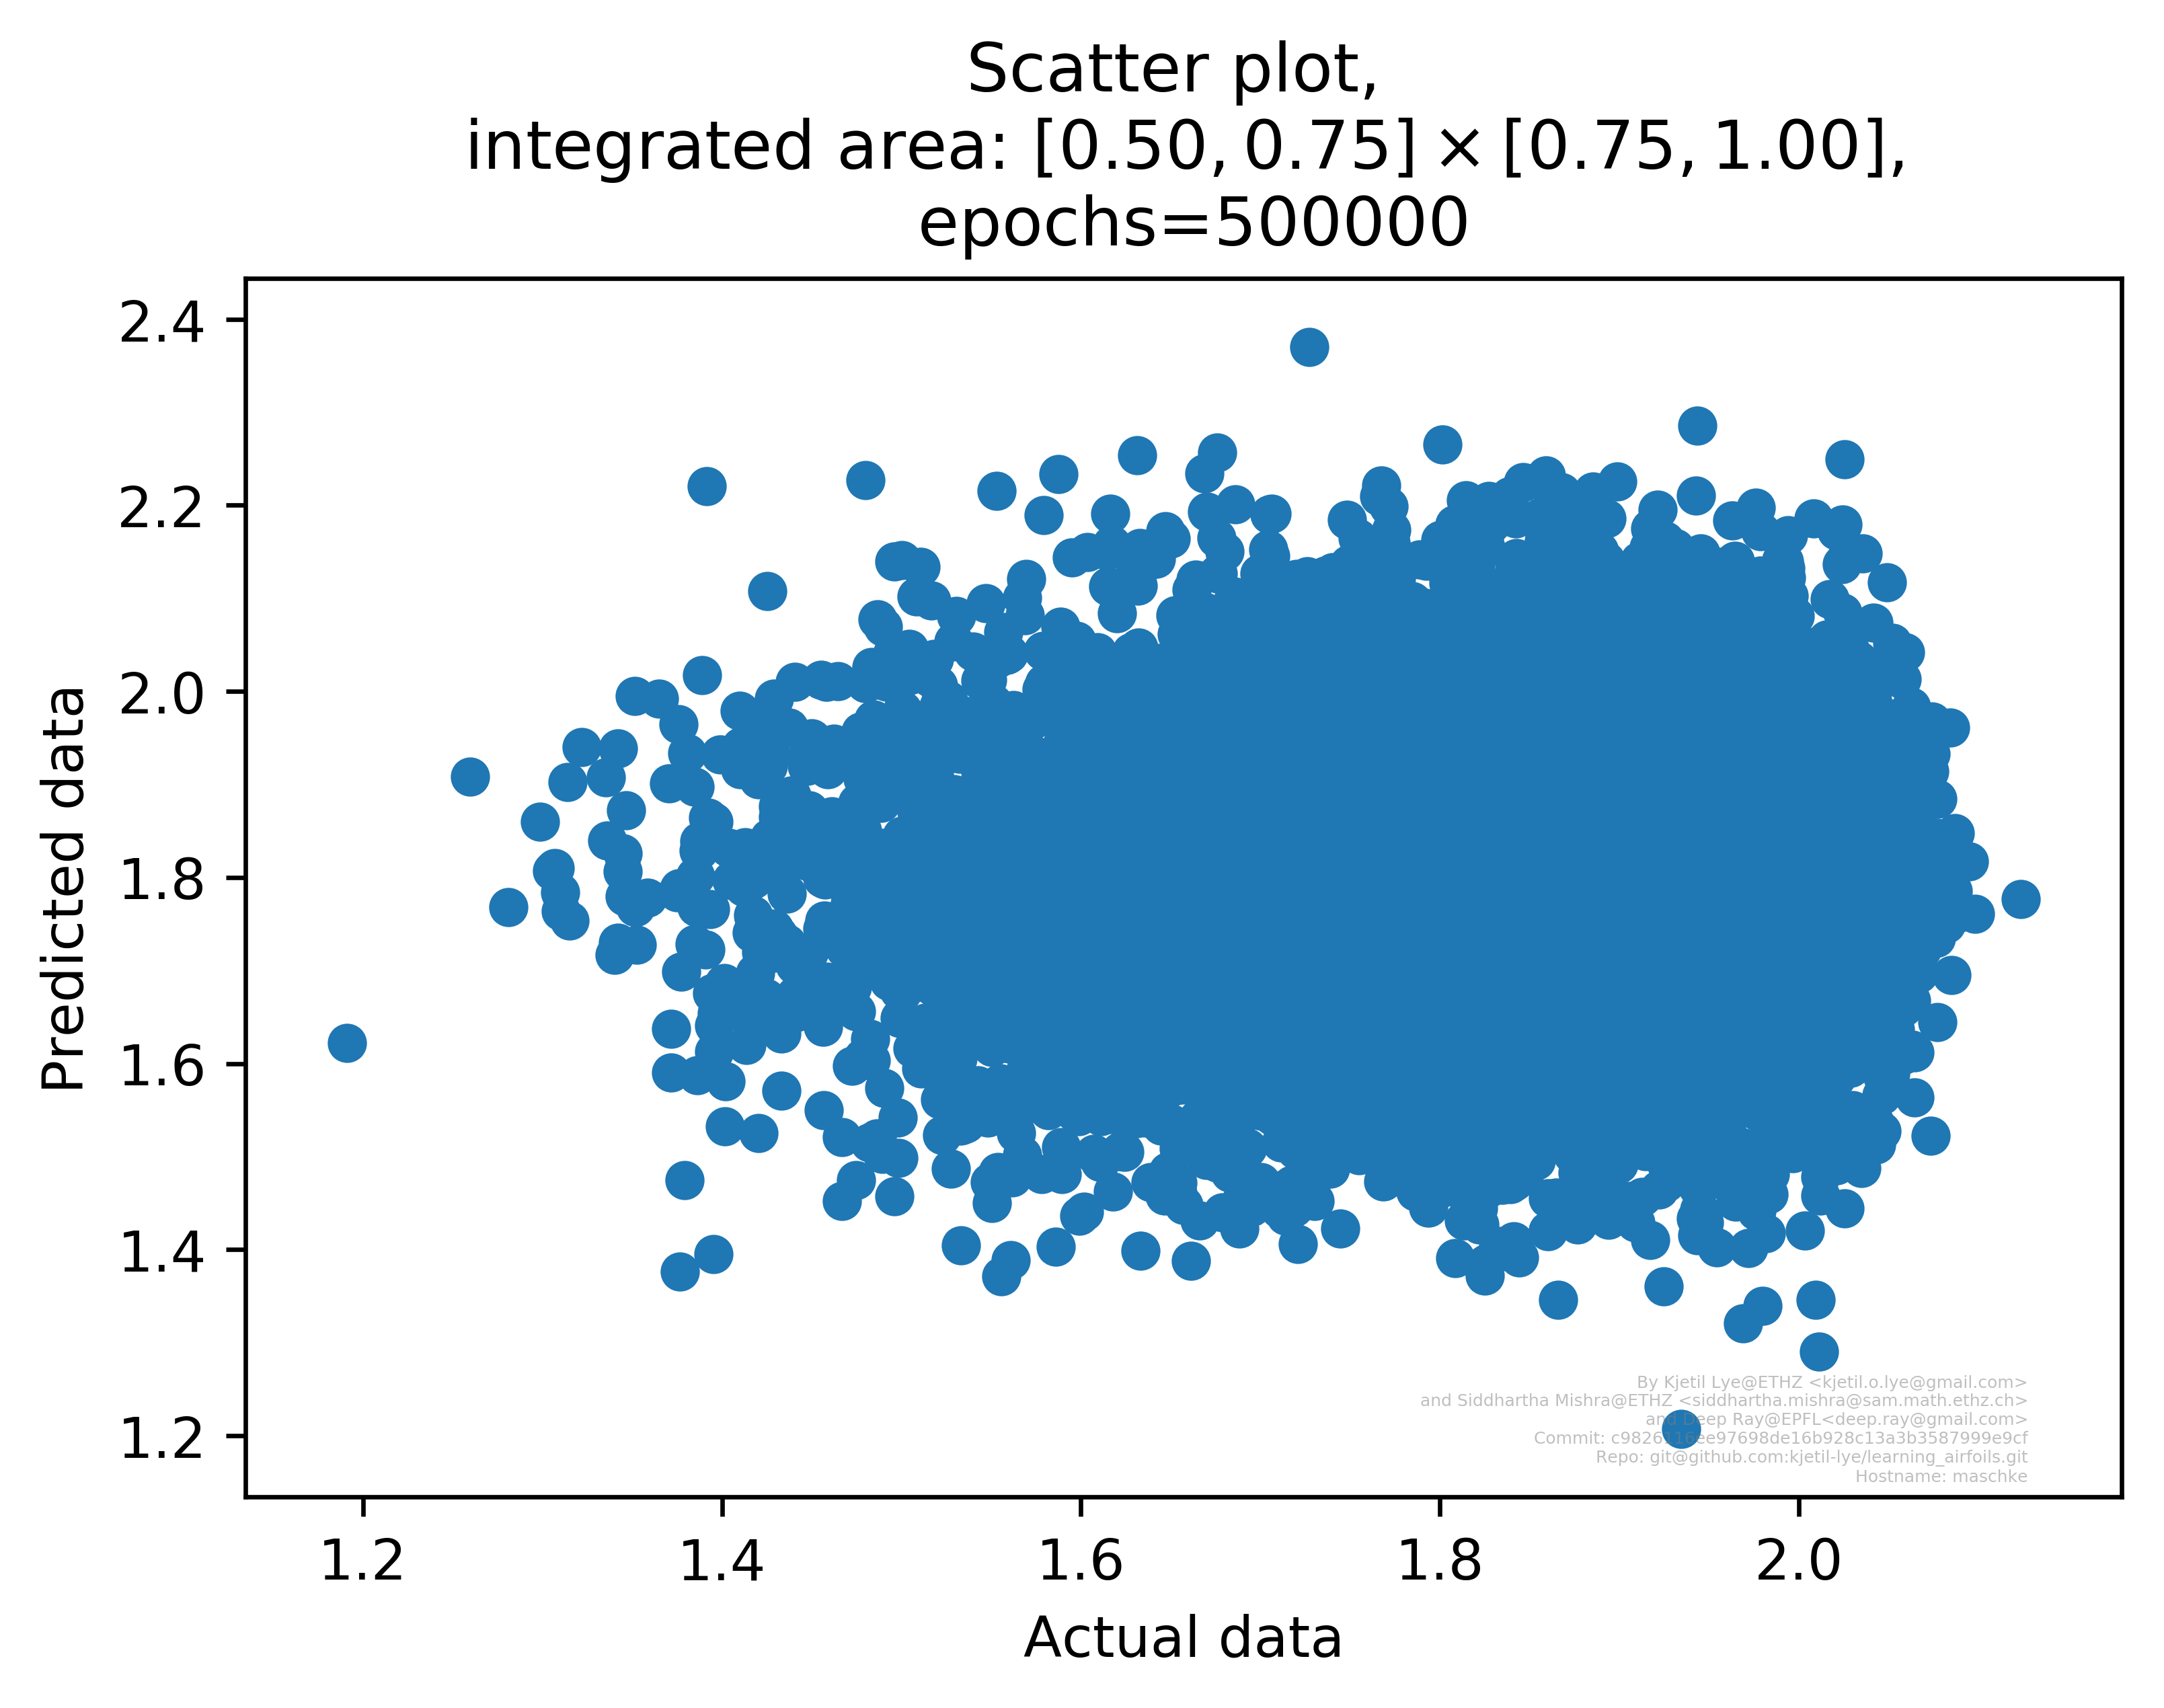 Scatter plot,
integrated area: [0.50, 0.75] × [0.75, 1.00],
epochs=500000
2.4
2.2
2.0
1.8
1.6
1.4
1.2
Predicted data
1.2
1.4
1.6
1.8
2.0
Actual data
By Kjetil Lye@ETHZ <kjetil.o.lye@gmail.com>
and Siddhartha Mishra@ETHZ <siddhartha.mishra@sam.math.ethz.ch>
and Deep Ray@EPFL<deep.ray@gmail.com>
Commit: c9826116ee97698de16b928c13a3b3587999e9cf
Repo: git@github.com:kjetil-lye/learning_airfoils.git
Hostname: maschke